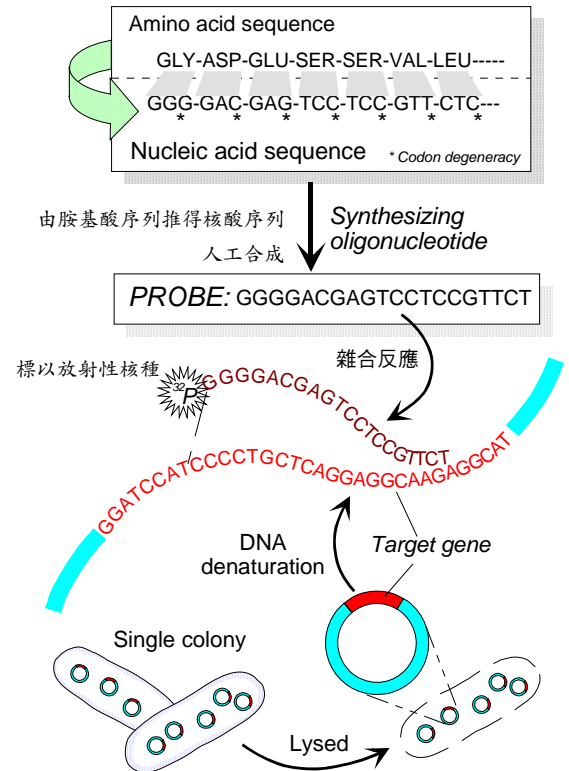 Amino acid sequence
GLY-ASP-GLU-SER-SER-VAL-LEU-----
GGG-GAC-GAG-TCC-TCC-GTT-CTC---
* * * * * * *
Nucleic acid sequence
* Codon degeneracy
由胺基酸序列推得核酸序列
人工合成
Synthesizing
oligonucleotide
PROBE: GGGGACGAGTCCTCCGTTCT
雜合反應
標以放射性核種
32P
GGGGACGAGTCCTCCGTTCT
GGATCCATCCCCTGCTCAGGAGGCAAGAGGCAT
DNA
denaturation
Target gene
Single colony
Lysed